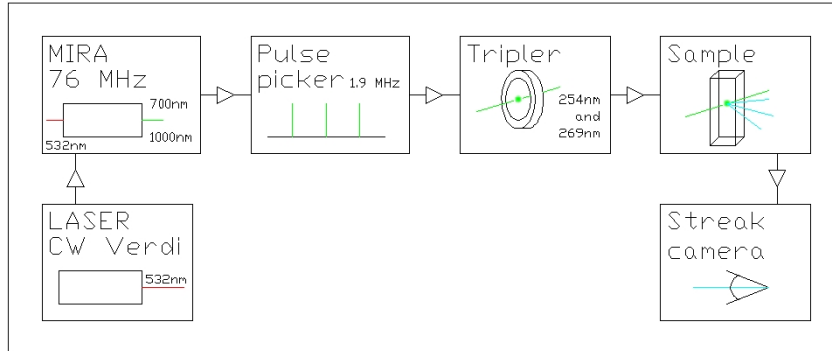 MIRA
76 MHz
700nm
1000nm
532nm
Pulse
picker 1.9 MHz
Tripler
254nm
and
269nm
Sample
LASER
CW Verdi
532nm
Streak
camera